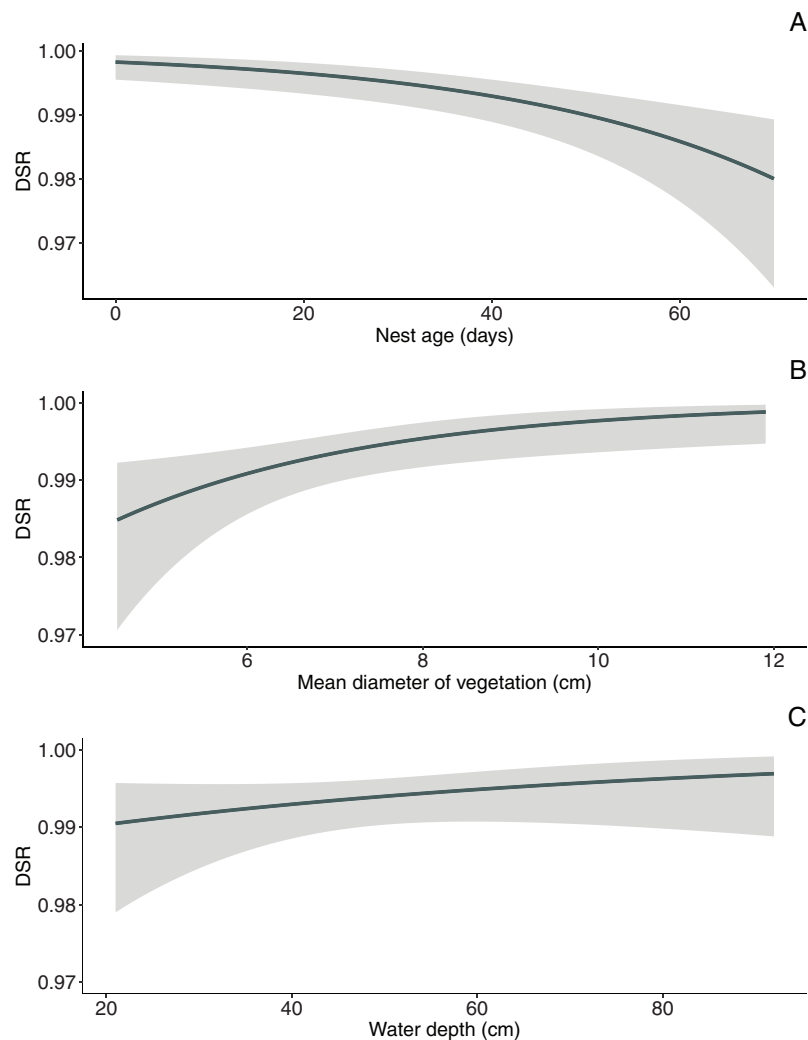 A
1.00
0.99
0.98
0.97
DSR
0 20 40 60
Nest age (days)
B
1.00
0.99
0.98
0.97
DSR
6 8 10 12
Mean diameter of vegetation (cm)
C
1.00
0.99
0.98
0.97
DSR
20 40 60 80
Water depth (cm)